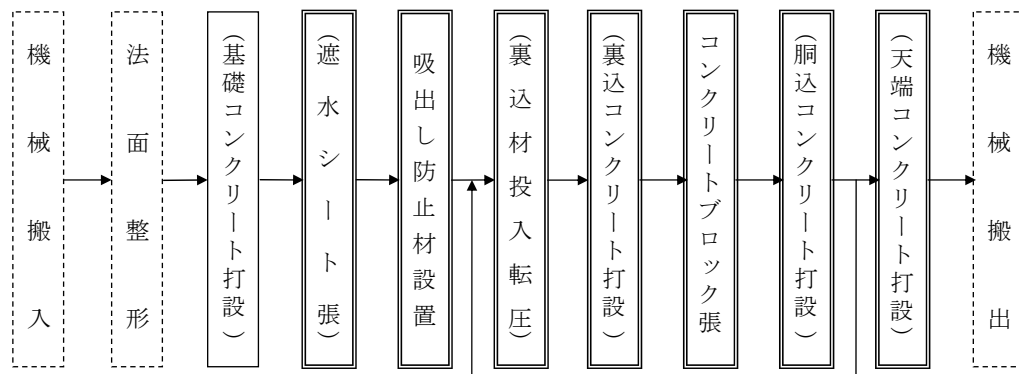 機械搬入
法面整形
(基礎コンクリート打設)
(遮水シート張)
吸出し防止材設置
(裏込材投入転圧)
(裏込コンクリート打設)
コンクリートブロック張
(胴込コンクリート打設)
(天端コンクリート打設)
機械搬出